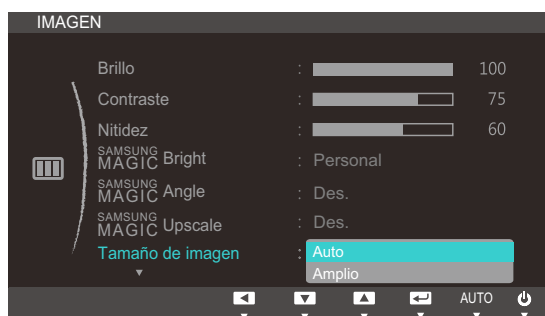 IMAGEN
Brillo : 100
Contraste : 75
Nitidez : 60
SAMSUNG MAGIC Bright : Personal
SAMSUNG MAGIC Angle : Des.
SAMSUNG MAGIC Upscale : Des.
Tamaño de imagen : Auto
Amplio
AUTO